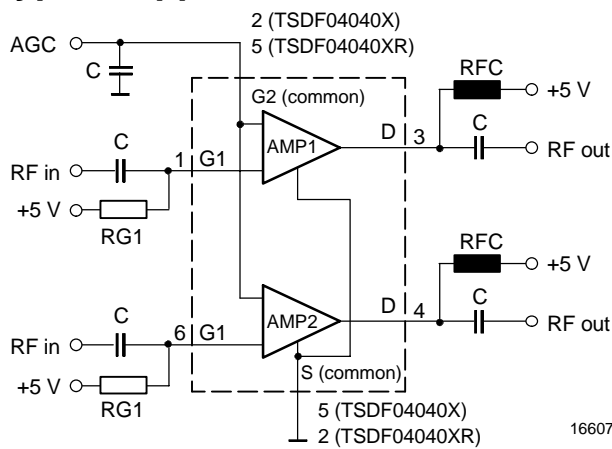 2 (TSDF04040X)
AGC
5 (TSDF04040XR)
C
RFC
G2 (common)
+5 V
D 3
C
AMP1
C
1 G1
RF in
RF out
+5 V
RG1
RFC
+5 V
D 4
C
C
AMP2
6 G1
RF in
RF out
S (common)
+5 V
RG1
5 (TSDF04040X)
2 (TSDF04040XR)
16607